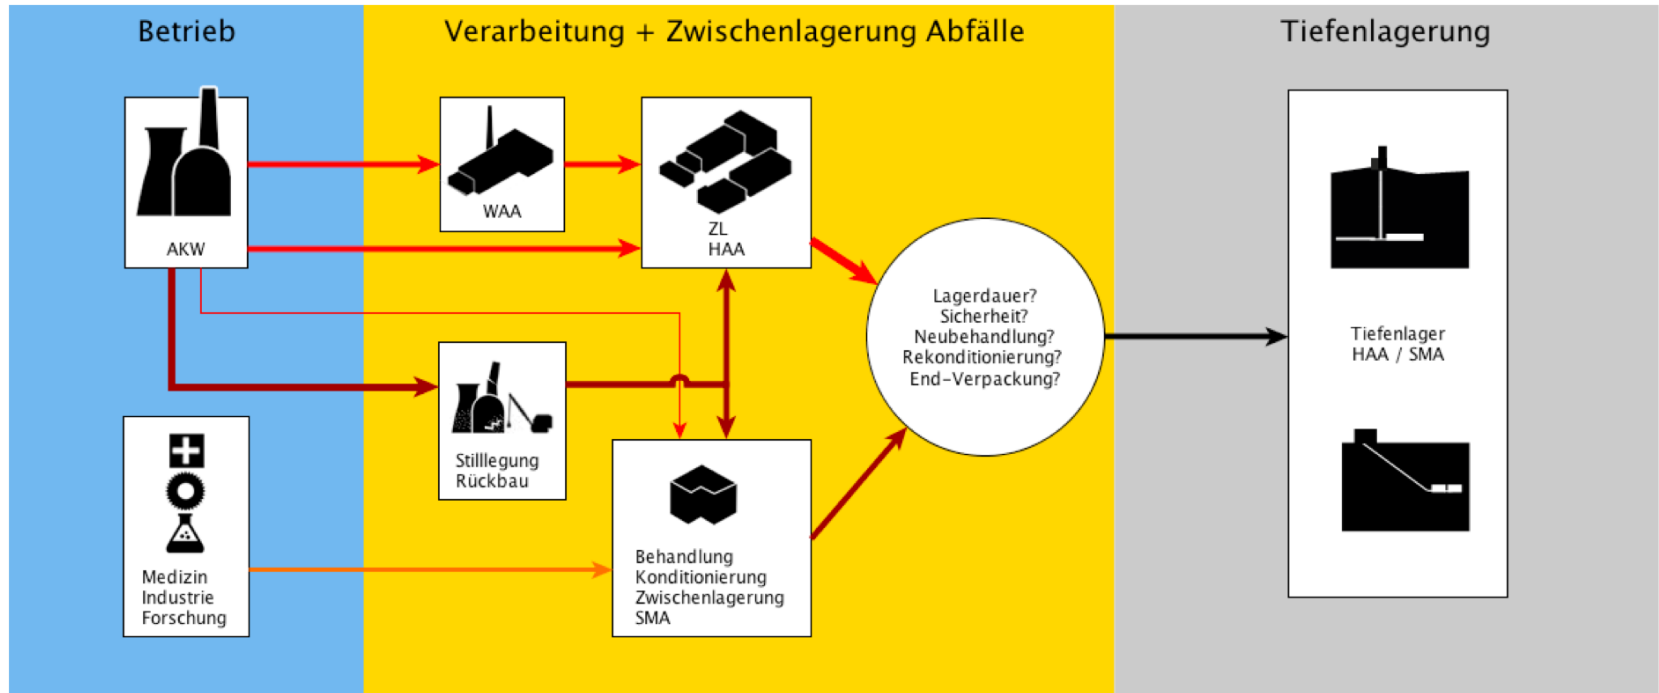 Betrieb
Verarbeitung + Zwischenlagerung Abfälle
Tiefenlagerung
AKW
WAA
ZL
HAA
Lagerdauer?
Sicherheit?
Neubehandlung?
Rekonditionierung?
End-Verpackung?
Tiefenlager
HAA / SMA
Stilllegung
Rückbau
Medizin
Industrie
Forschung
Behandlung
Konditionierung
Zwischenlagerung
SMA